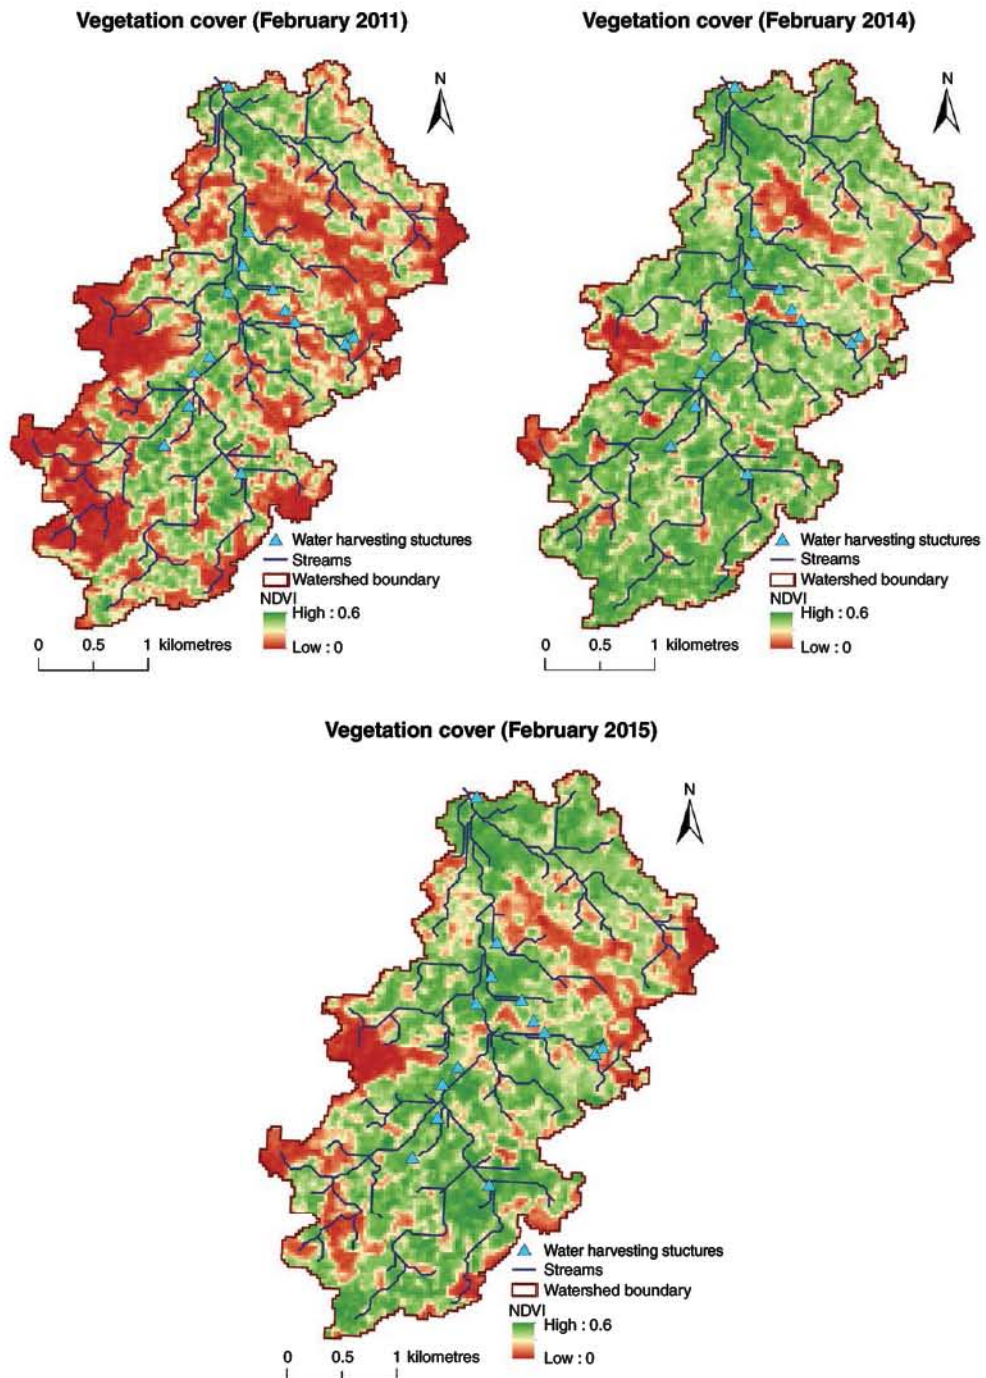 Vegetation cover (February 2011)
N
Water harvesting stuctures
Streams
Watershed boundary
NDVI
High : 0.6
Low : 0
0 0.5 1 kilometres
Vegetation cover (February 2014)
N
Water harvesting stuctures
Streams
Watershed boundary
NDVI
High : 0.6
Low : 0
0 0.5 1 kilometres
Vegetation cover (February 2015)
N
Water harvesting stuctures
Streams
Watershed boundary
NDVI
High : 0.6
Low : 0
0 0.5 1 kilometres